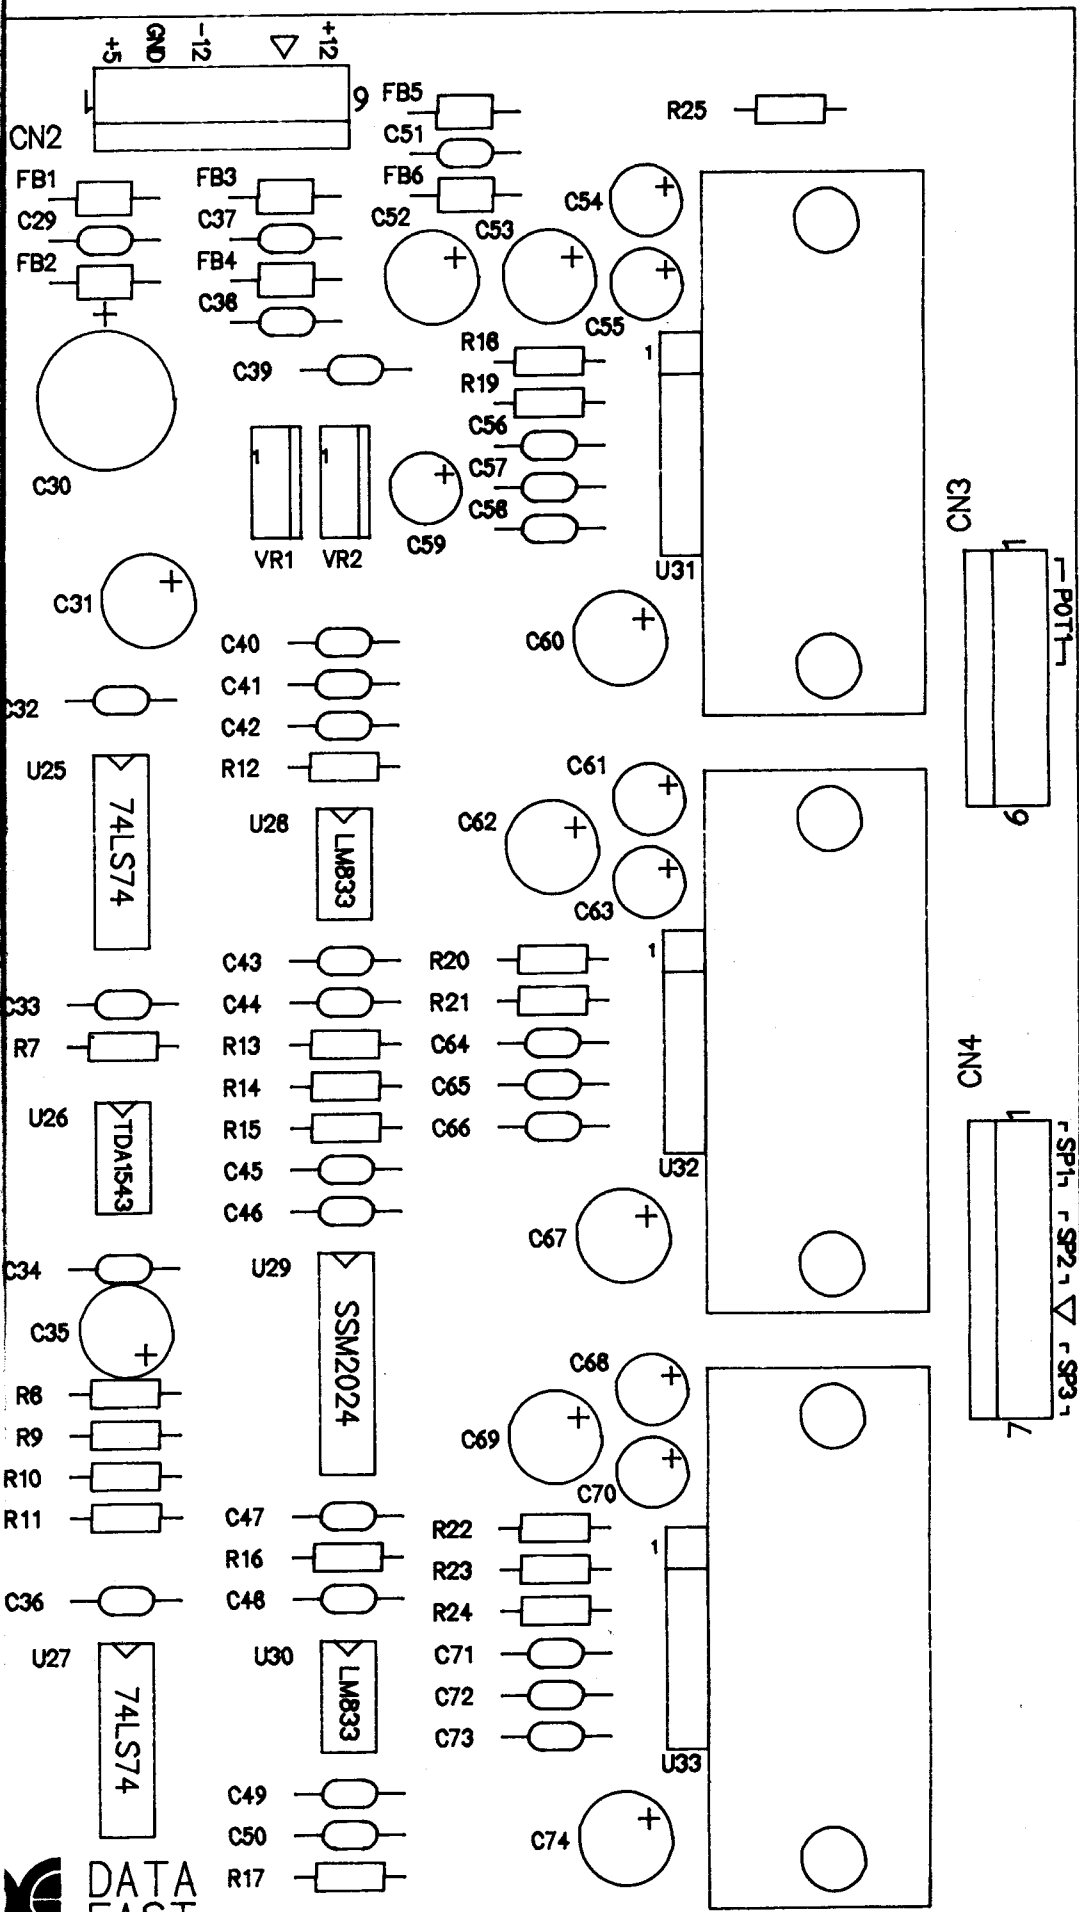 +5
GND
-12
+12
1
9
CN2
FB5
C51
FB6
R25
FB1
C29
FB2
FB3
C37
FB4
C38
C52
C53
C54
C55
C39
R18
R19
C56
C57
C58
1
U31
C30
1
VR1
1
VR2
C59
CN3
1
POT1
9
C31
C60
C32
C40
C41
C42
R12
U25
74LS74
U28
LM833
C61
C62
C63
C33
R7
C43
C44
R13
R14
R15
C45
C46
R20
R21
C64
C65
C66
1
U32
CN4
1
SP1
SP2
SP3
7
U26
TDA1543
C34
C35
U29
SSM2024
C67
R8
R9
R10
R11
C68
C69
C70
C36
C47
R16
C48
R22
R23
R24
C71
C72
C73
1
U33
U27
74LS74
U30
LM833
C49
C50
R17
C74
DATA
EAST